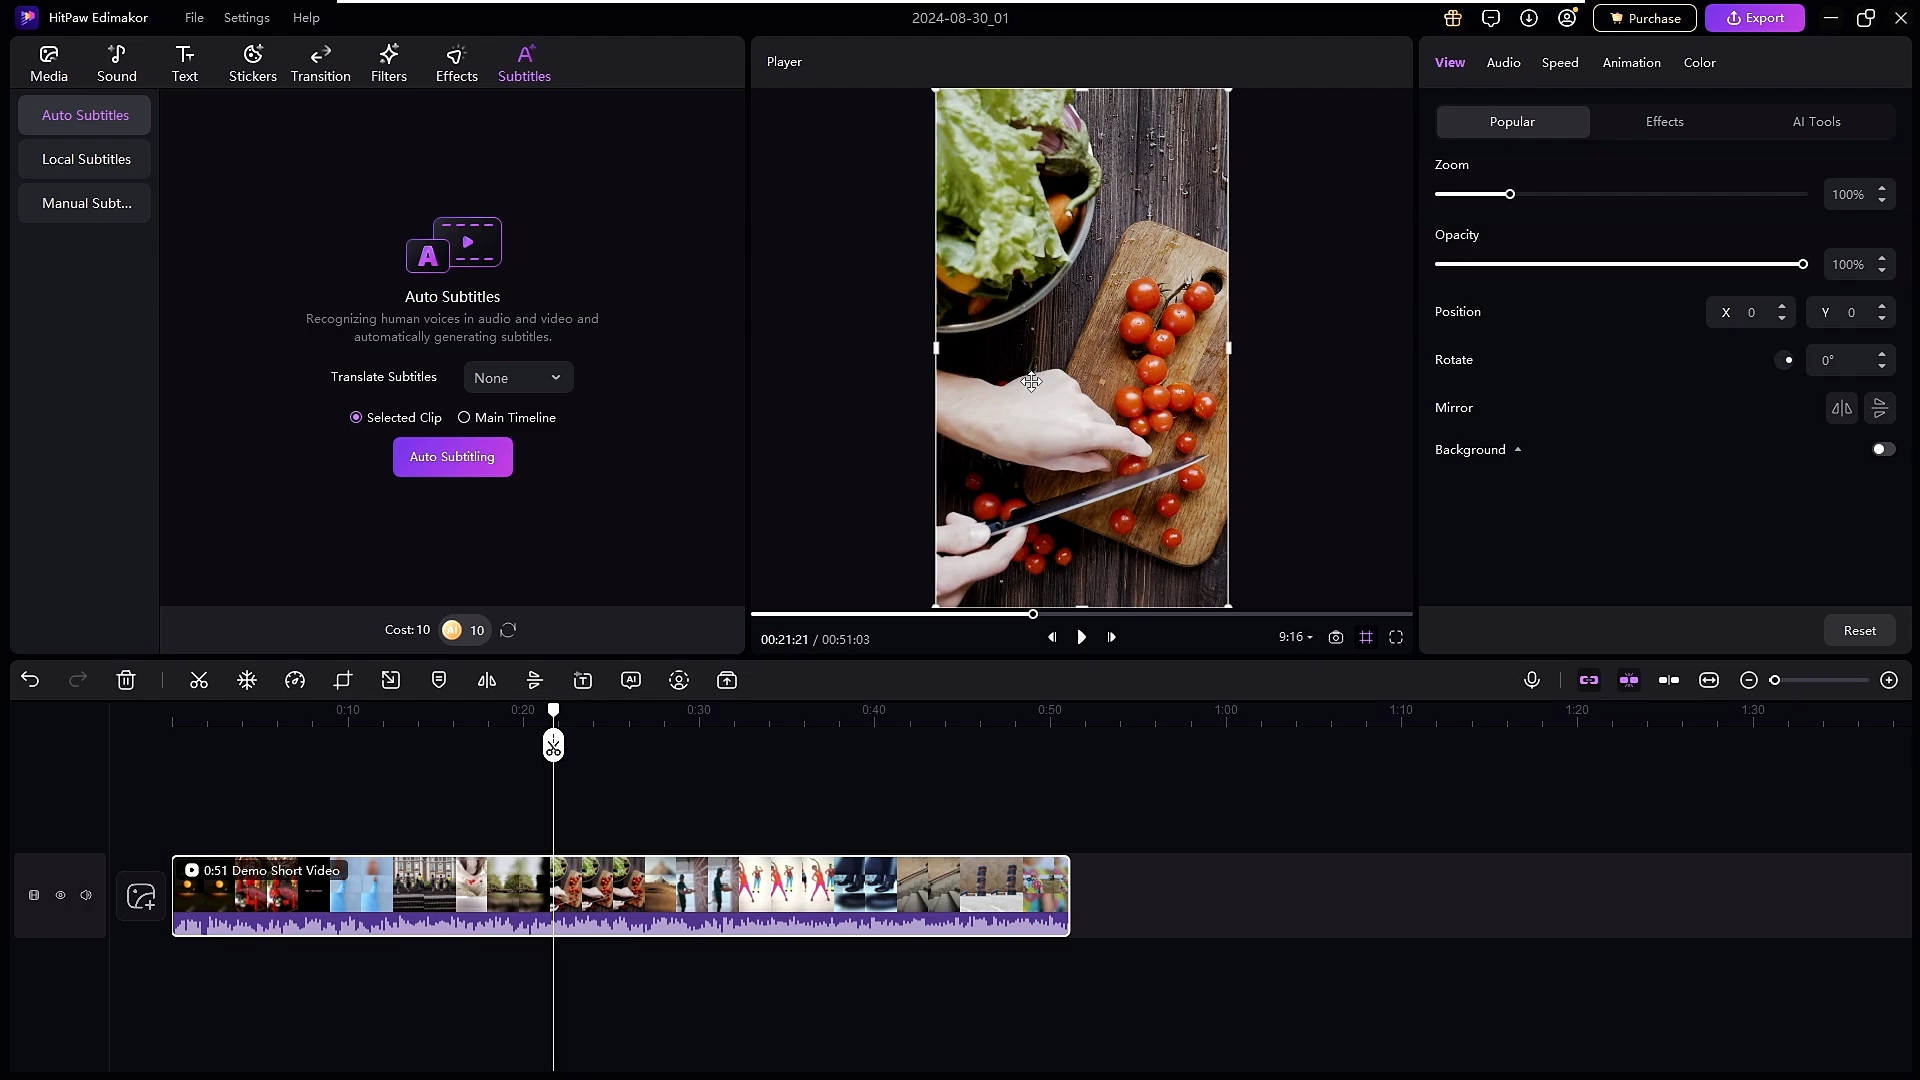 HitPaw Edimakor
File
Settings
Help
2024-08-30_01
Purchase
Export
Media
Sound
Text
Stickers
Transition
Filters
Effects
Subtitles
Auto Subtitles
Local Subtitles
Manual Subt...
A
Auto Subtitles
Recognizing human voices in audio and video and
automatically generating subtitles.
Translate Subtitles
None
Selected Clip
Main Timeline
Auto Subtitling
Cost:10
AI
10
Player
00:21:21 / 00:51:03
9:16
View
Audio
Speed
Animation
Color
Popular
Effects
AI Tools
Zoom
100%
Opacity
100%
Position
X 0
Y 0
Rotate
0°
Mirror
Background
Reset
AI
0:10
0:20
0:30
0:40
0:50
1:00
1:10
1:20
1:30
0:51 Demo Short Video